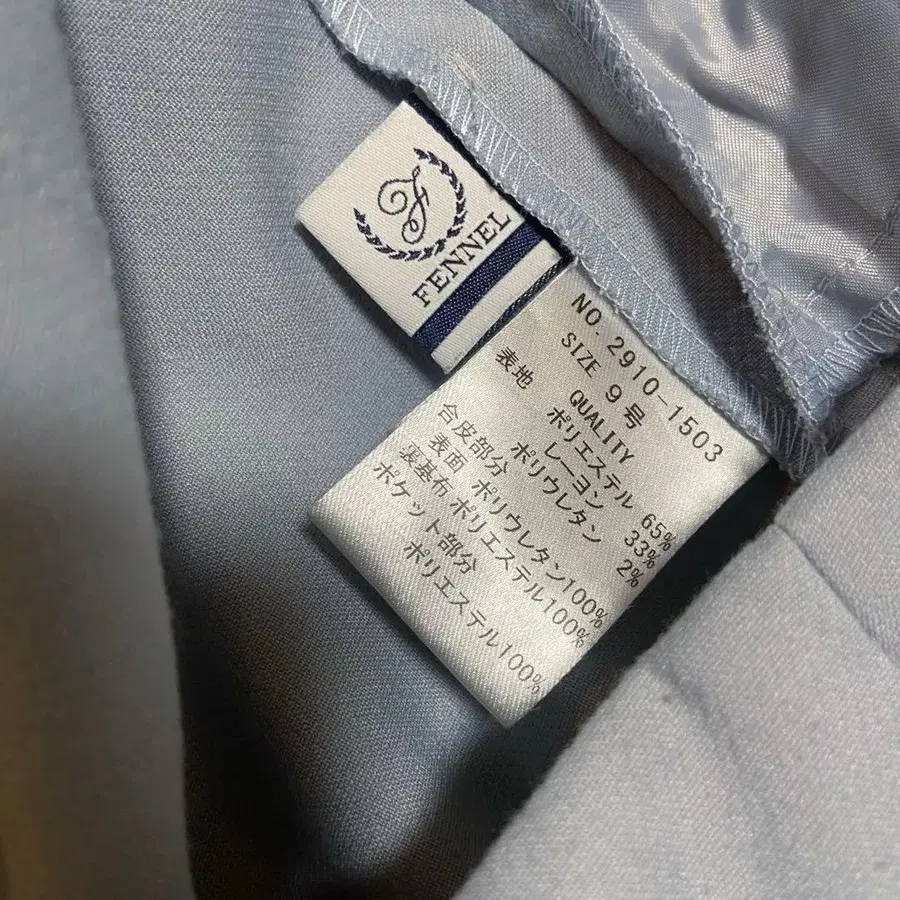 F
FENNEL
NO. 2910-1503
SIZE 9号
QUALITY
表地 ポリエステル 65%
レーヨン 33%
ポリウレタン 2%
合皮部分
表面 ポリウレタン100%
裏基布 ポリエステル100%
ポケット部分
ポリエステル100%